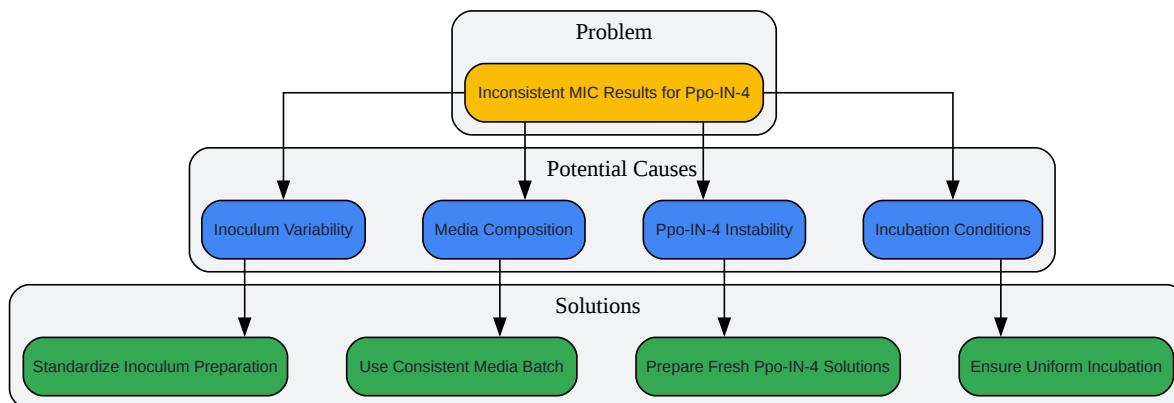 Problem
Inconsistent MIC Results for Ppo-IN-4
Potential Causes
Inoculum Variability
Media Composition
Ppo-IN-4 Instability
Incubation Conditions
Solutions
Standardize Inoculum Preparation
Use Consistent Media Batch
Prepare Fresh Ppo-IN-4 Solutions
Ensure Uniform Incubation